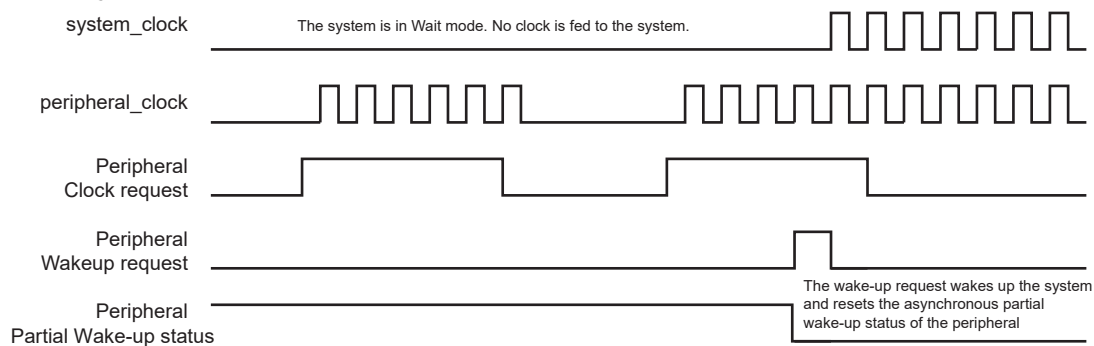 system_clock
The system is in Wait mode. No clock is fed to the system.
peripheral_clock
Peripheral
Clock request
Peripheral
Wakeup request
The wake-up request wakes up the system
and resets the asynchronous partial
wake-up status of the peripheral
Peripheral
Partial Wake-up status